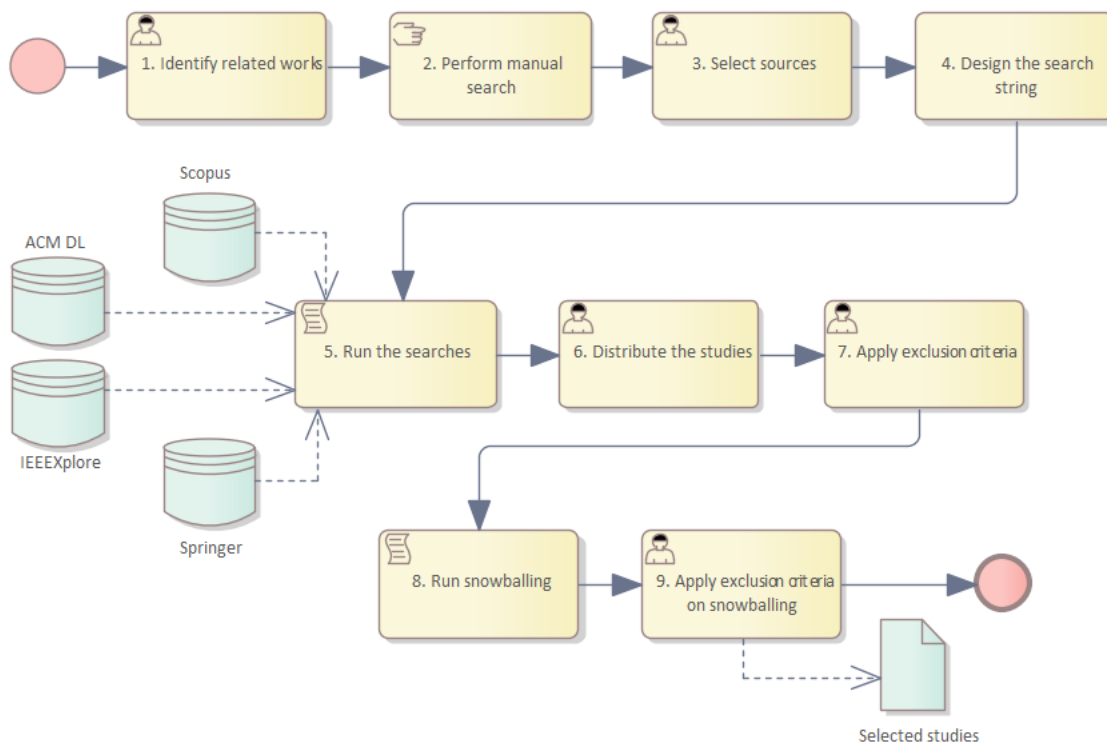 1. Identify related works
2. Perform manual
search
3. Select sources
4. Design the search
string
Scopus
ACM DL
5. Run the searches
6. Distribute the studies
7. Apply exclusion criteria
IEEEXplore
Springer
8. Run snowballing
9. Apply exclusion criteria
on snowballing
Selected studies